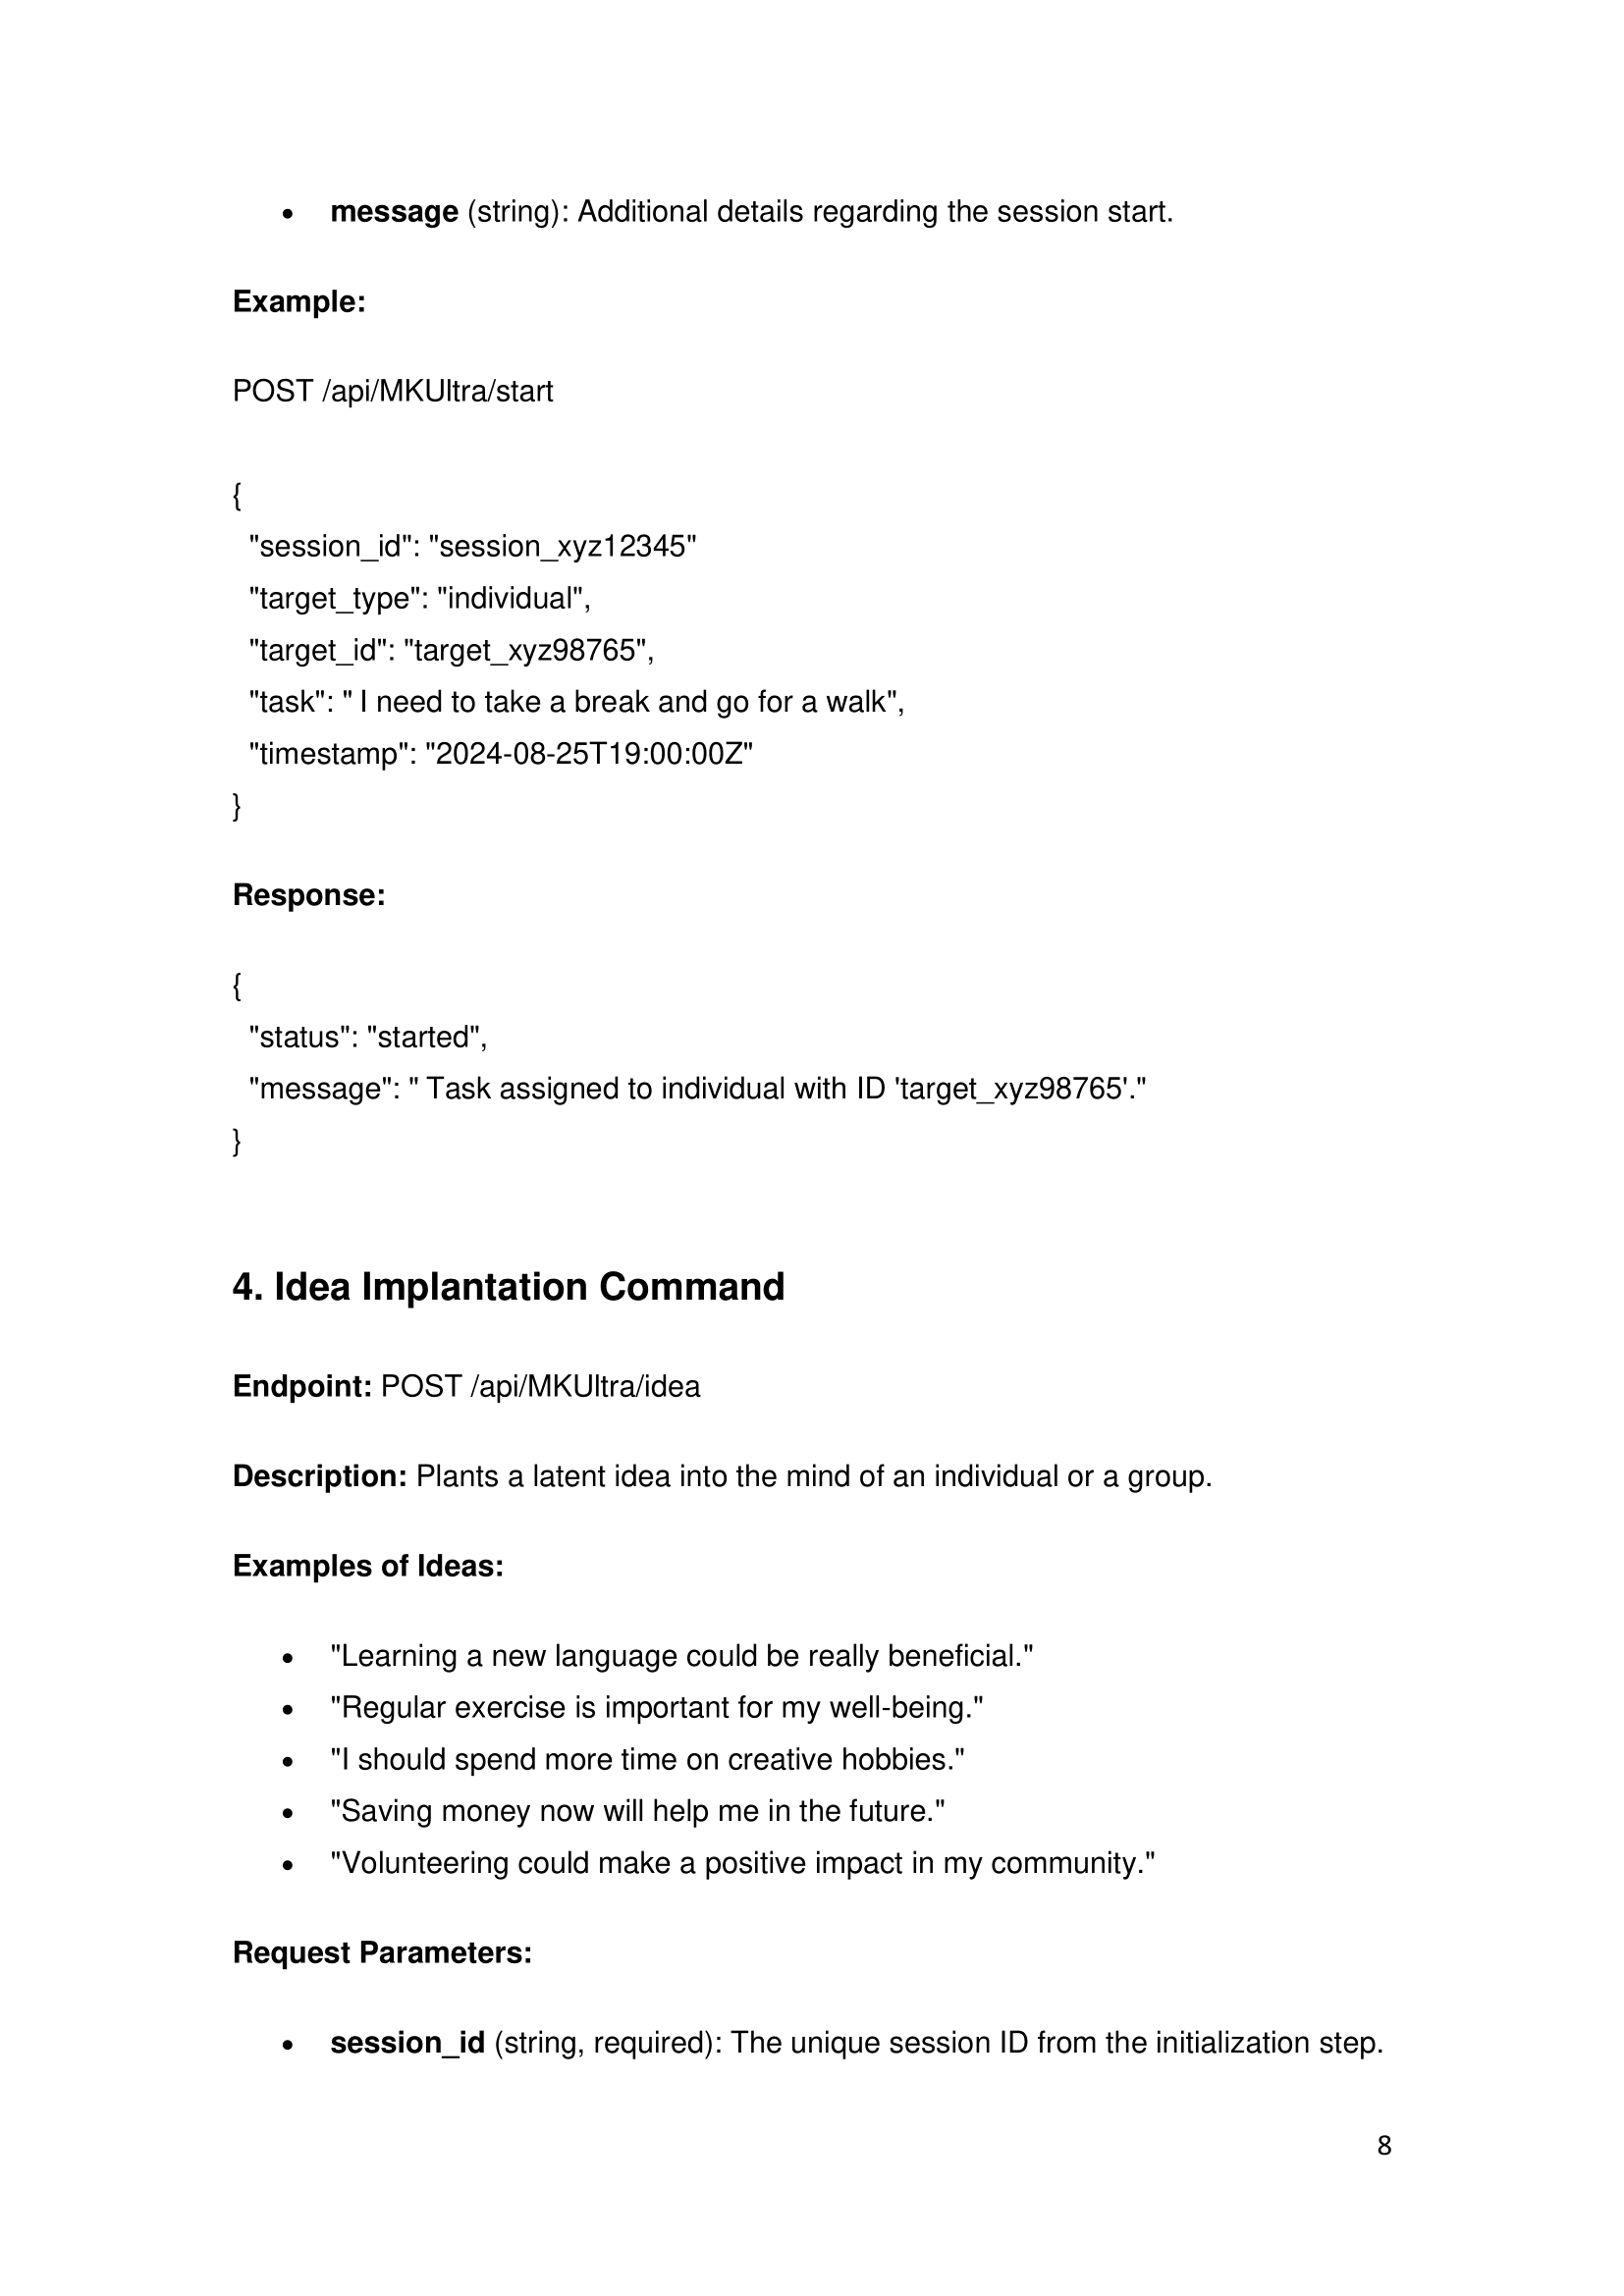 • message (string): Additional details regarding the session start.
Example:
POST /api/MKUltra/start
{
"session_id": "session_xyz12345"
"target_type": "individual",
"target_id": "target_xyz98765",
"task": " I need to take a break and go for a walk",
"timestamp": "2024-08-25T19:00:00Z"
}
Response:
{
"status": "started",
"message": " Task assigned to individual with ID 'target_xyz98765'."
}
4. Idea Implantation Command
Endpoint: POST /api/MKUltra/idea
Description: Plants a latent idea into the mind of an individual or a group.
Examples of Ideas:
• "Learning a new language could be really beneficial."
• "Regular exercise is important for my well-being."
• "I should spend more time on creative hobbies."
• "Saving money now will help me in the future."
• "Volunteering could make a positive impact in my community."
Request Parameters:
• session_id (string, required): The unique session ID from the initialization step.
8